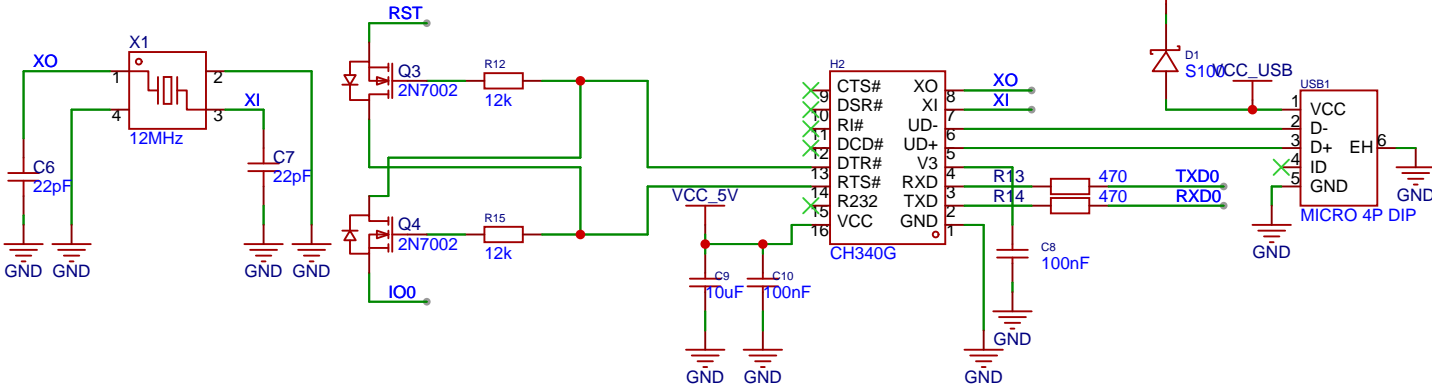 RST
X1
XO
1
2
4
3
XI
12MHz
C6
22pF
C7
22pF
GND
GND
GND
GND
Q3
2N7002
R12
12k
Q4
2N7002
R15
12k
IO0
H2
CTS#
9
DSR#
10
RI#
11
DCD#
12
DTR#
13
RTS#
14
R232
15
VCC
16
XO
8
XI
7
UD-
6
UD+
5
V3
4
RXD
3
TXD
2
GND
1
CH340G
XO
XI
VCC_5V
C9
10uF
C10
100nF
GND
GND
GND
R13
470
TXD0
R14
470
RXD0
C8
100nF
GND
D1
VCC_USB
USB1
1
VCC
2
D-
3
D+
4
ID
5
GND
EH
6
MICRO 4P DIP
GND
GND